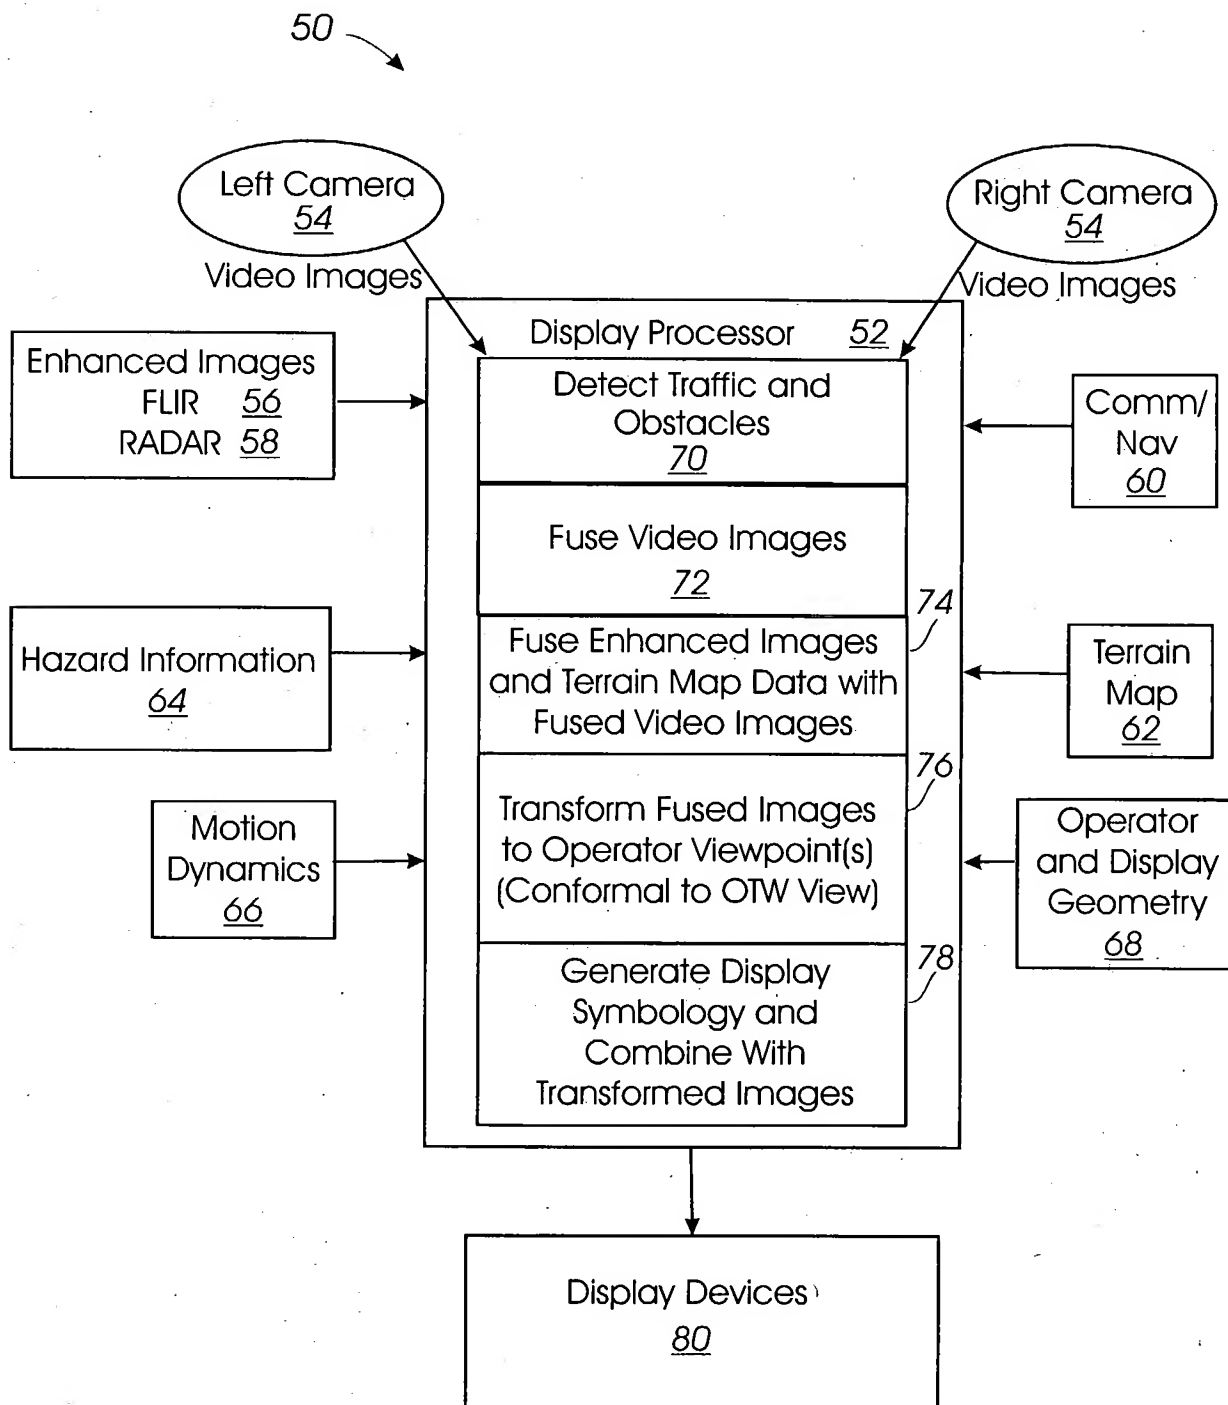 50
Left Camera
54
Video Images
Right Camera
54
Video Images
Display Processor 52
Enhanced Images
FLIR 56
RADAR 58
Detect Traffic and
Obstacles
70
Comm/
Nav
60
Fuse Video Images
72
74
Hazard Information
64
Fuse Enhanced Images
and Terrain Map Data with
Fused Video Images
Terrain
Map
62
76
Motion
Dynamics
66
Transform Fused Images
to Operator Viewpoint(s)
(Conformal to OTW View)
Operator
and Display
Geometry
68
78
Generate Display
Symbology and
Combine With
Transformed Images
Display Devices
80